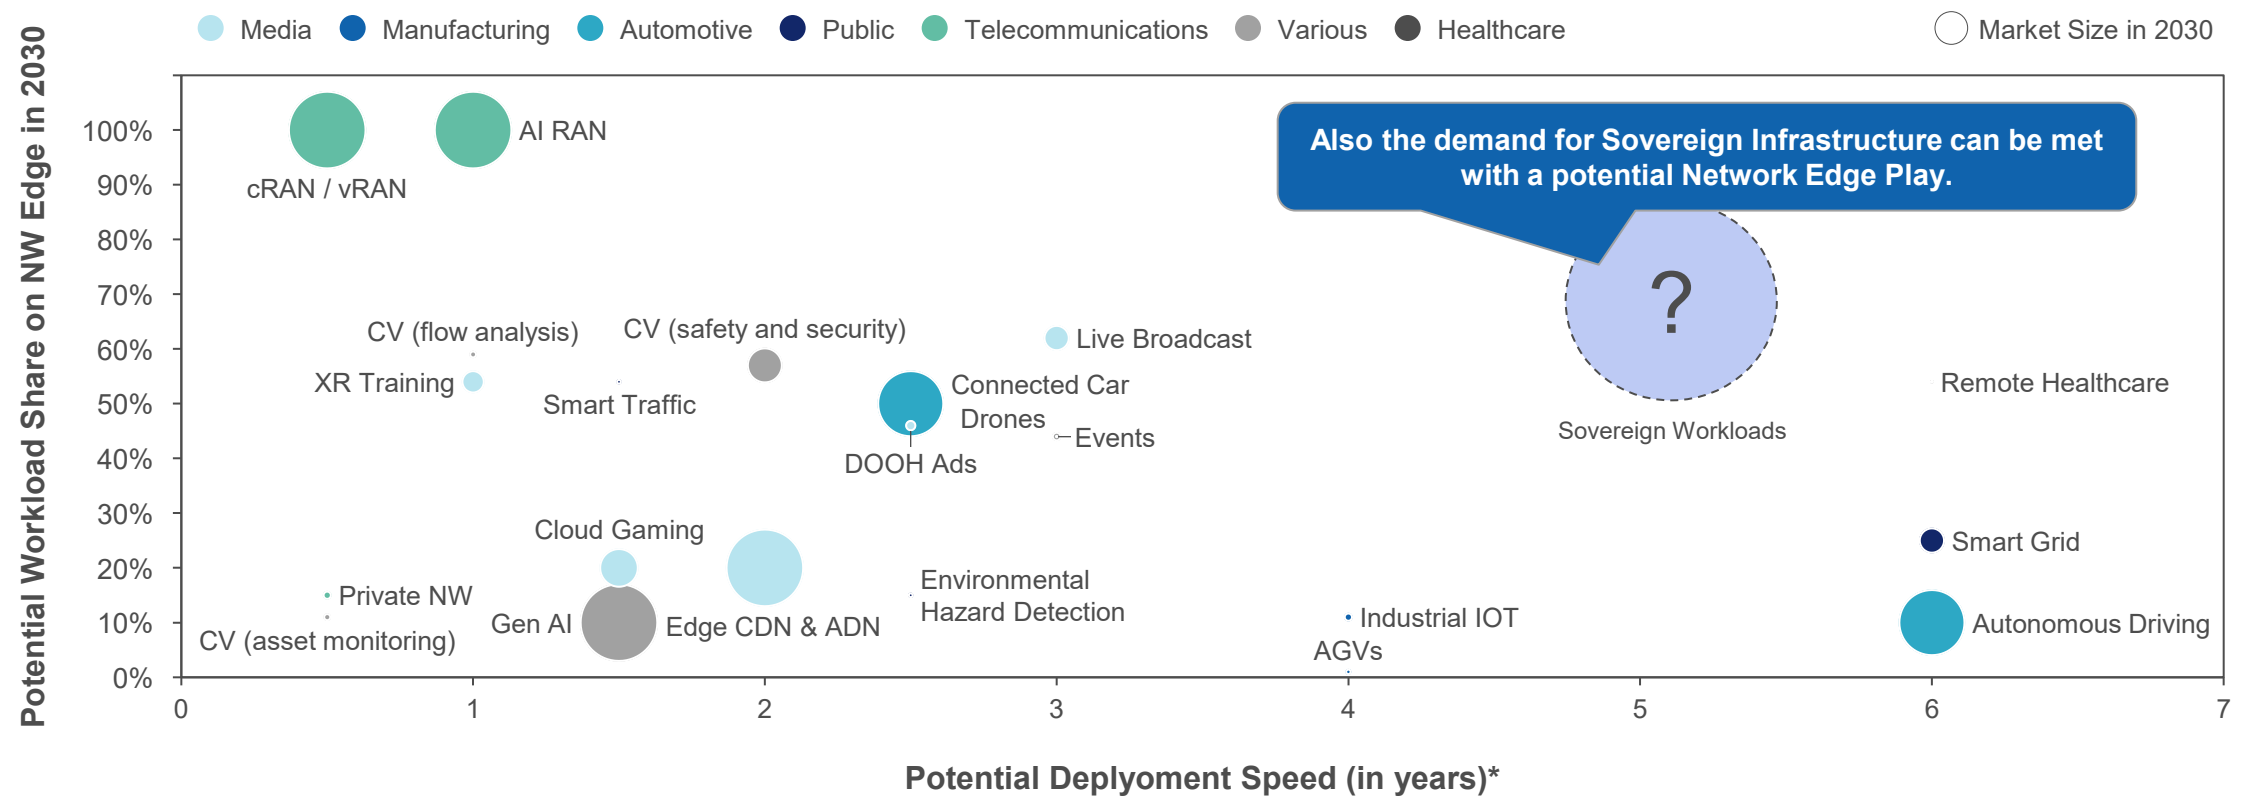 Media
Manufacturing
Automotive
Public
Telecommunications
Various
Healthcare
Market Size in 2030
Potential Workload Share on NW Edge in 2030
100%
90%
80%
70%
60%
50%
40%
30%
20%
10%
0%
cRAN / vRAN
AI RAN
Also the demand for Sovereign Infrastructure can be met
with a potential Network Edge Play.
?
Sovereign Workloads
CV (flow analysis)
CV (safety and security)
Live Broadcast
XR Training
Smart Traffic
Connected Car
Drones
Events
DOOH Ads
Remote Healthcare
Cloud Gaming
Smart Grid
Private NW
CV (asset monitoring)
Gen AI
Edge CDN & ADN
Environmental
Hazard Detection
Industrial IOT
AGVs
Autonomous Driving
0
1
2
3
4
5
6
7
Potential Deplyoment Speed (in years)*